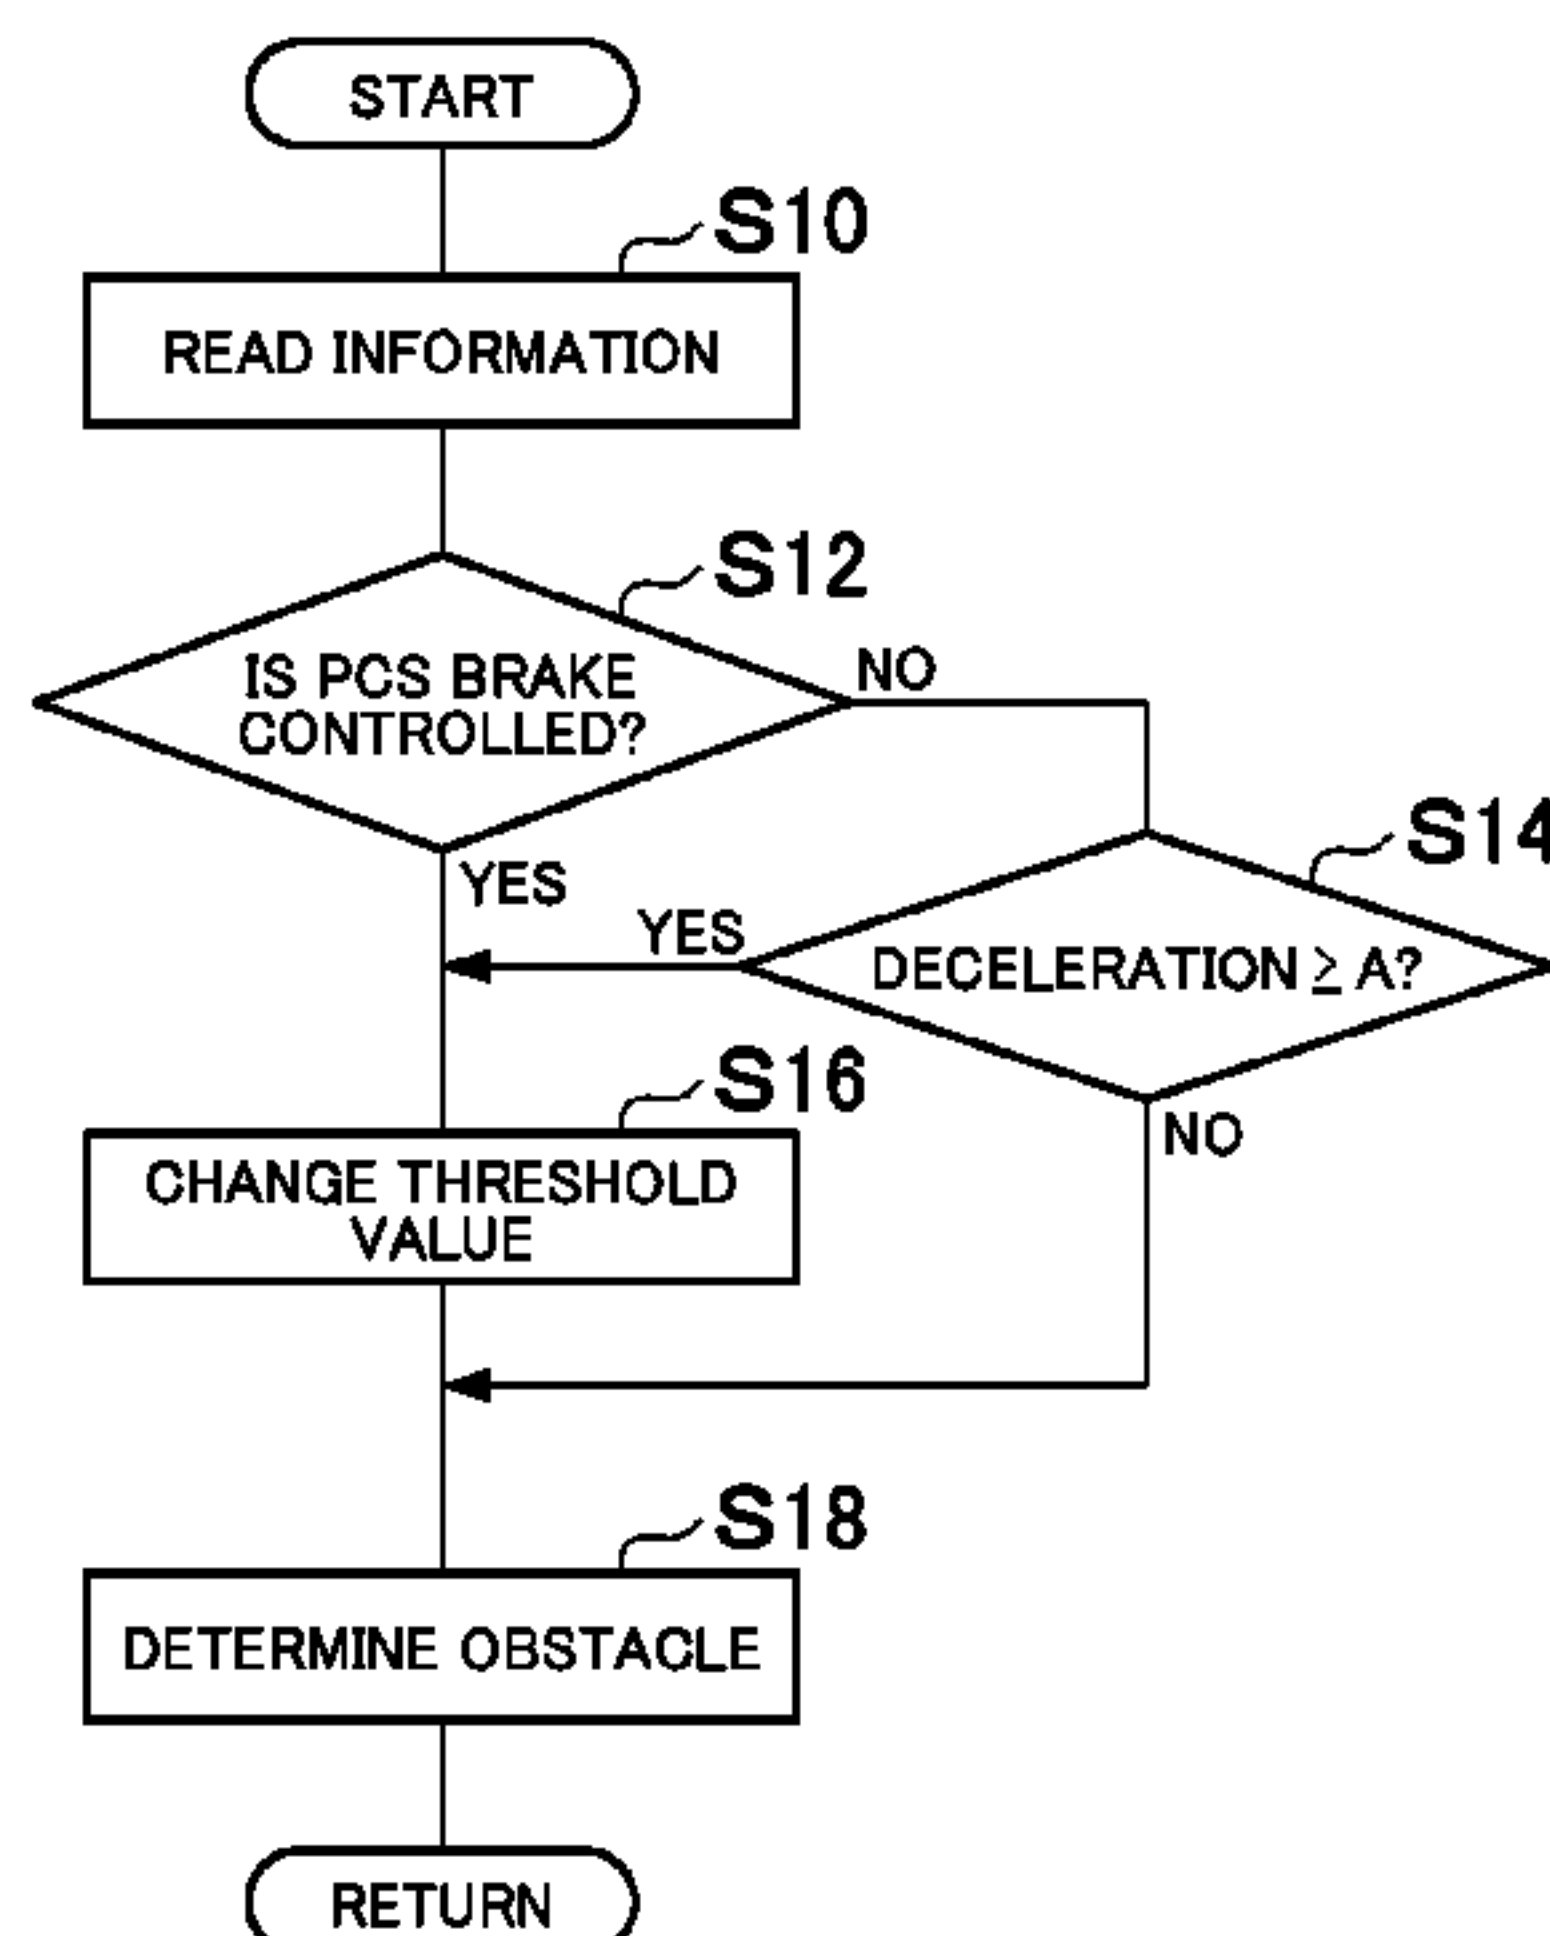 START
S10
READ INFORMATION
S12
IS PCS BRAKE
CONTROLLED?
NO
S14
YES
YES
DECELERATION ≥ A?
S16
NO
CHANGE THRESHOLD
VALUE
S18
DETERMINE OBSTACLE
RETURN